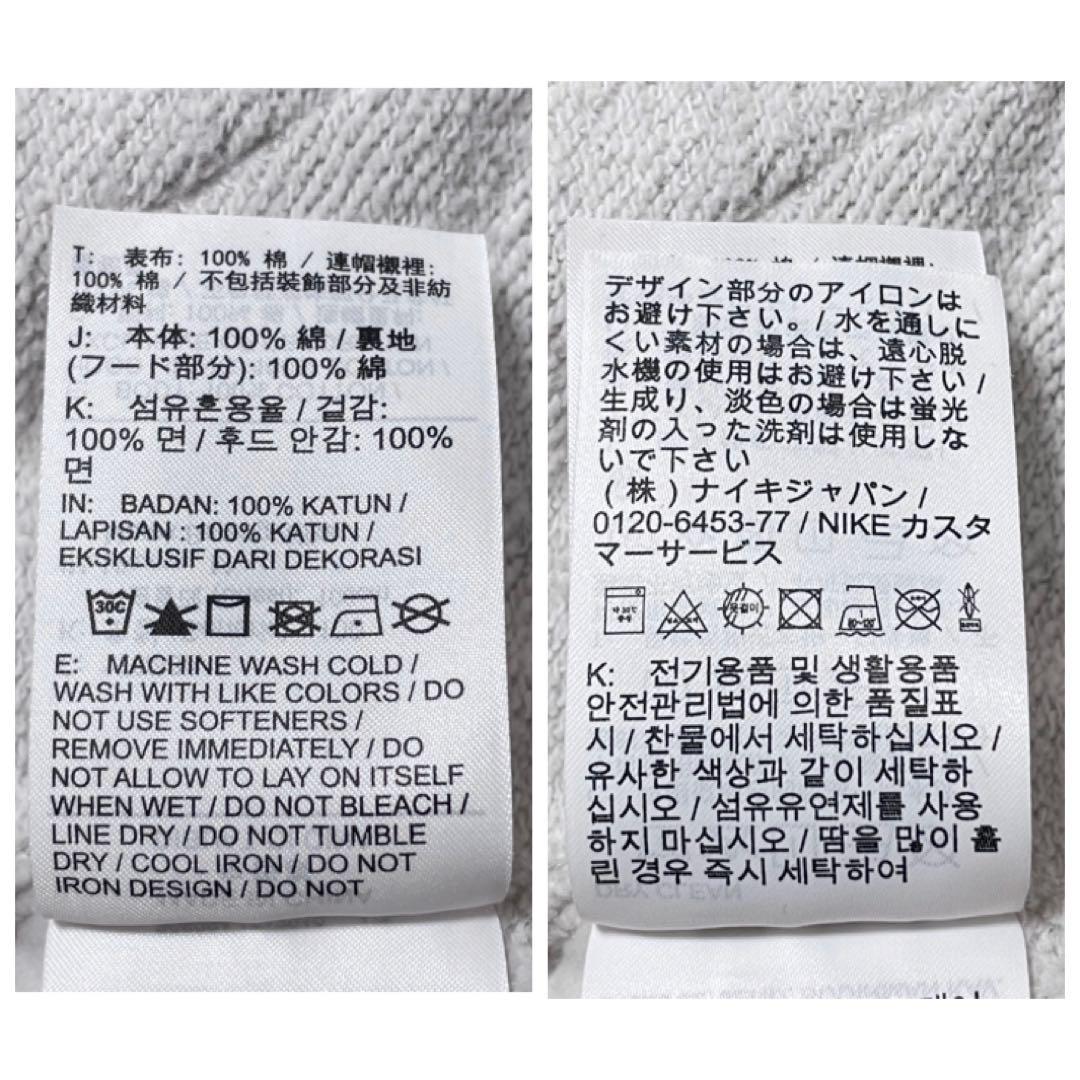 T: 表布: 100% 棉 / 連帽襯裡:
100% 棉 / 不包括裝飾部分及非紡
織材料
J: 本体: 100% 綿 / 裏地
(フード部分): 100% 綿
K: 섬유혼용율 / 겉감:
100% 면 / 후드 안감: 100%
면
IN: BADAN: 100% KATUN /
LAPISAN : 100% KATUN /
EKSKLUSIF DARI DEKORASI
30C
E: MACHINE WASH COLD /
WASH WITH LIKE COLORS / DO
NOT USE SOFTENERS /
REMOVE IMMEDIATELY / DO
NOT ALLOW TO LAY ON ITSELF
WHEN WET / DO NOT BLEACH /
LINE DRY / DO NOT TUMBLE
DRY / COOL IRON / DO NOT
IRON DESIGN / DO NOT
デザイン部分のアイロンは
お避け下さい。/ 水を通しに
くい素材の場合は、遠心脱
水機の使用はお避け下さい /
生成り、淡色の場合は蛍光
剤の入った洗剤は使用しな
いで下さい
(株) ナイキジャパン /
0120-6453-77 / NIKE カスタ
マーサービス
K: 전기용품 및 생활용품
안전관리법에 의한 품질표
시 / 찬물에서 세탁하십시오 /
유사한 색상과 같이 세탁하
십시오 / 섬유유연제를 사용
하지 마십시오 / 땀을 많이 흘
린 경우 즉시 세탁하여